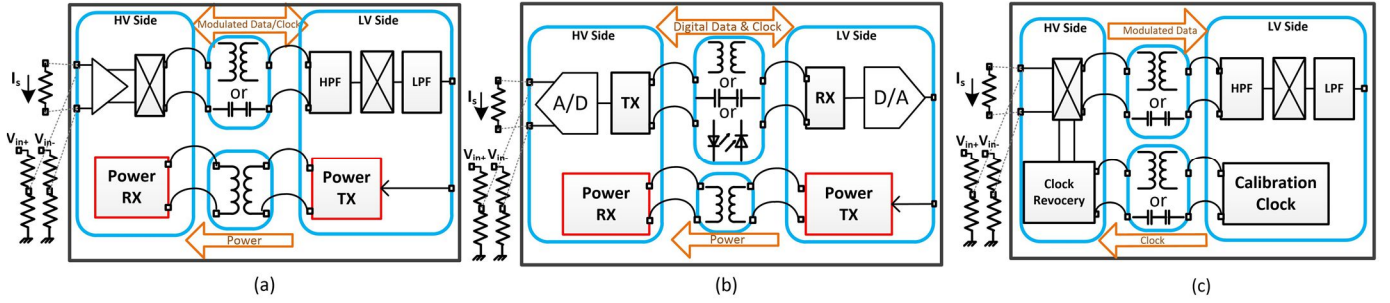 HV Side
Modulated Data/Clock
LV Side
or
HPF
LPF
Is
Vin+
Vin-
Power
RX
Power
TX
Power
(a)
HV Side
Digital Data & Clock
LV Side
Is
A/D
TX
or
or
RX
D/A
Vin+
Vin-
Power
RX
Power
TX
Power
(b)
HV Side
Modulated Data
LV Side
Is
or
HPF
LPF
Vin+
Vin-
Clock
Revocery
or
Calibration
Clock
Clock
(c)